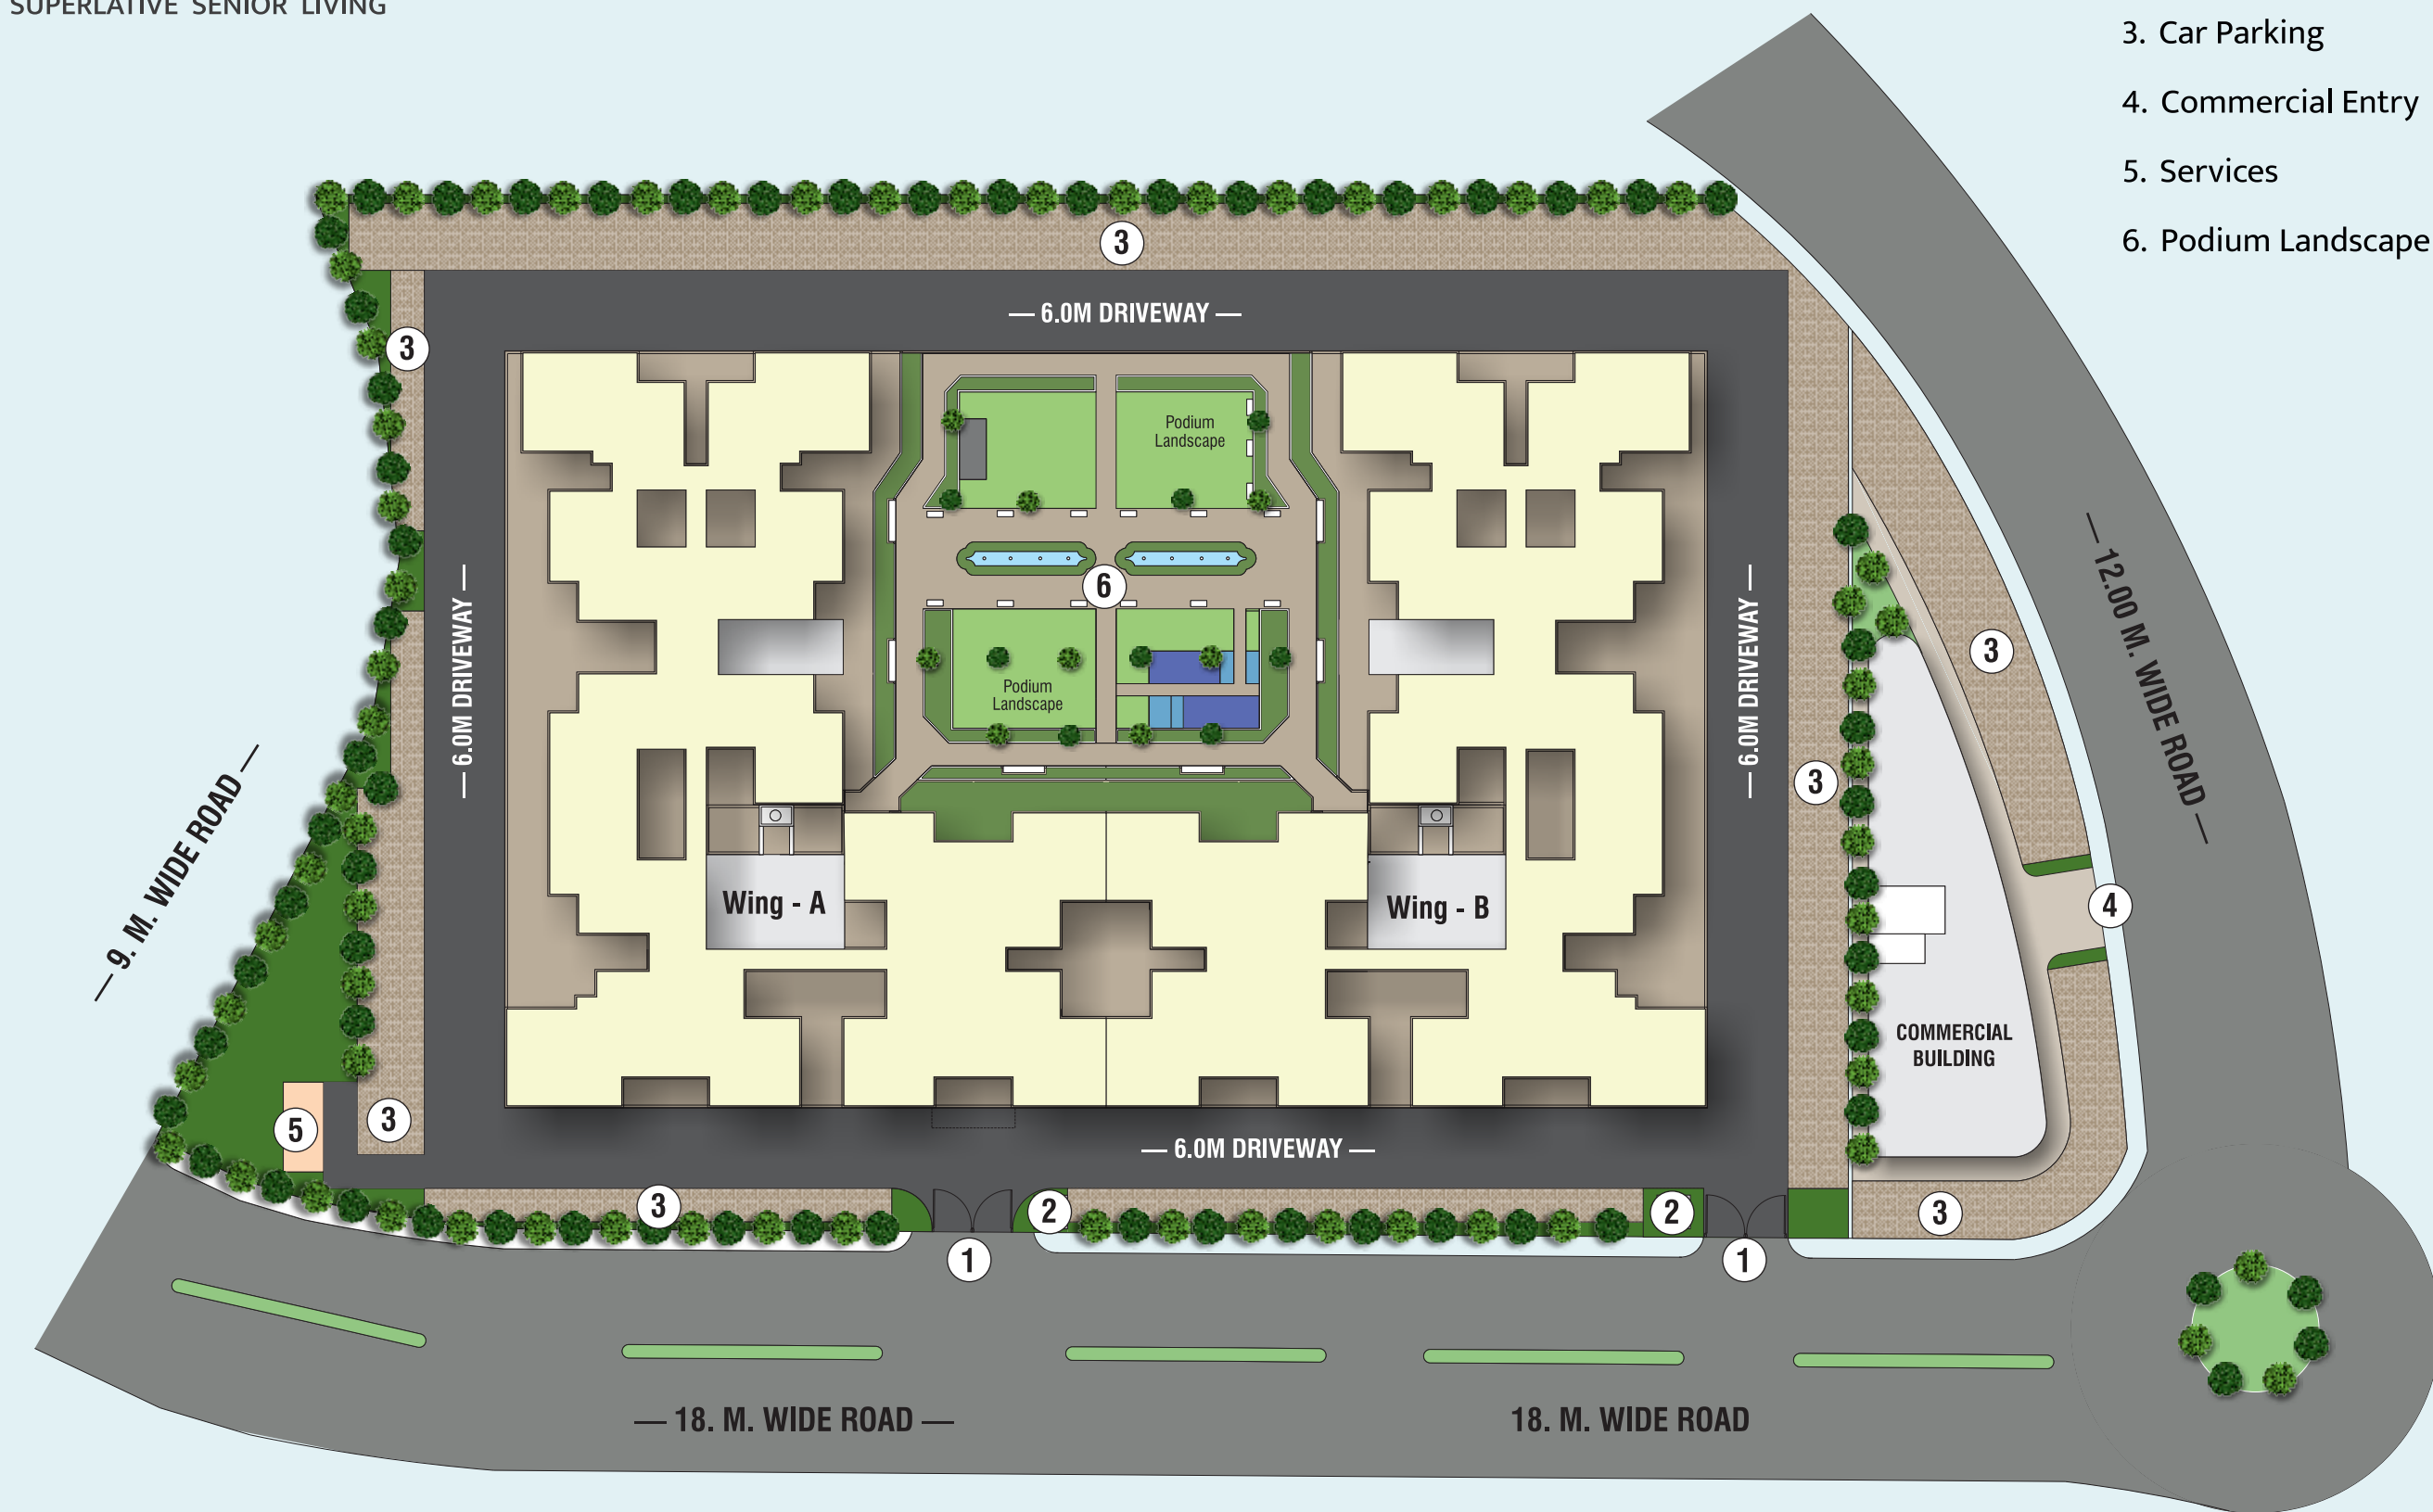 SUPERLATIVE SENIOR LIVING
3. Car Parking
4. Commercial Entry
5. Services
6. Podium Landscape
3
— 6.0M DRIVEWAY —
3
Podium
Landscape
6
— 6.0M DRIVEWAY —
— 6.0M DRIVEWAY —
3
— 12.00 M. WIDE ROAD —
Podium
Landscape
3
— 9. M. WIDE ROAD —
Wing - A
Wing - B
4
COMMERCIAL
BUILDING
5
3
— 6.0M DRIVEWAY —
3
2
2
3
1
1
— 18. M. WIDE ROAD —
18. M. WIDE ROAD